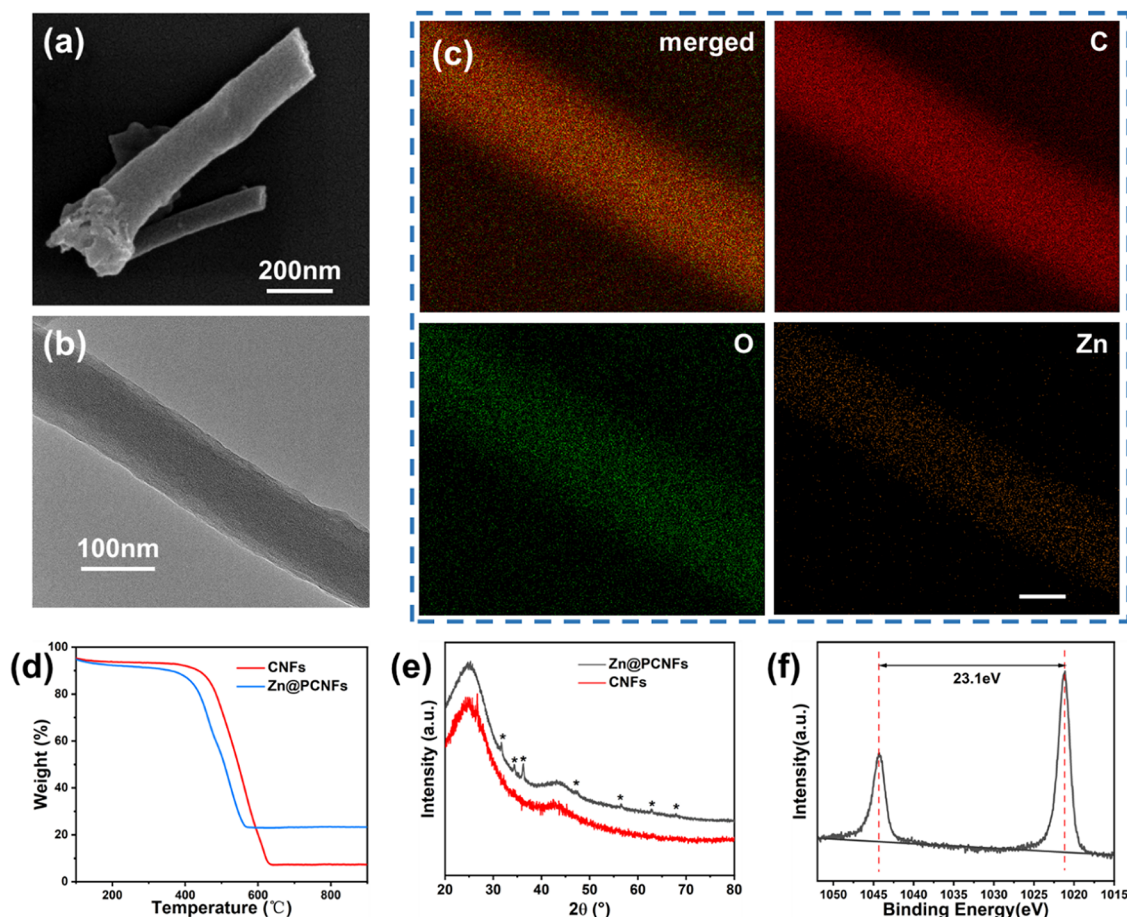 (a)
200nm
(b)
100nm
(c)
merged
C
O
Zn
(d)
CNFs
Zn@PCNFs
Weight (%)
100
80
60
40
20
0
200
400
600
800
Temperature (℃)
(e)
Zn@PCNFs
CNFs
* * * * * * *
Intensity (a.u.)
20
30
40
50
60
70
80
2θ (°)
(f)
23.1eV
Intensity(a.u.)
1050
1045
1040
1035
1030
1025
1020
1015
Binding Energy(eV)